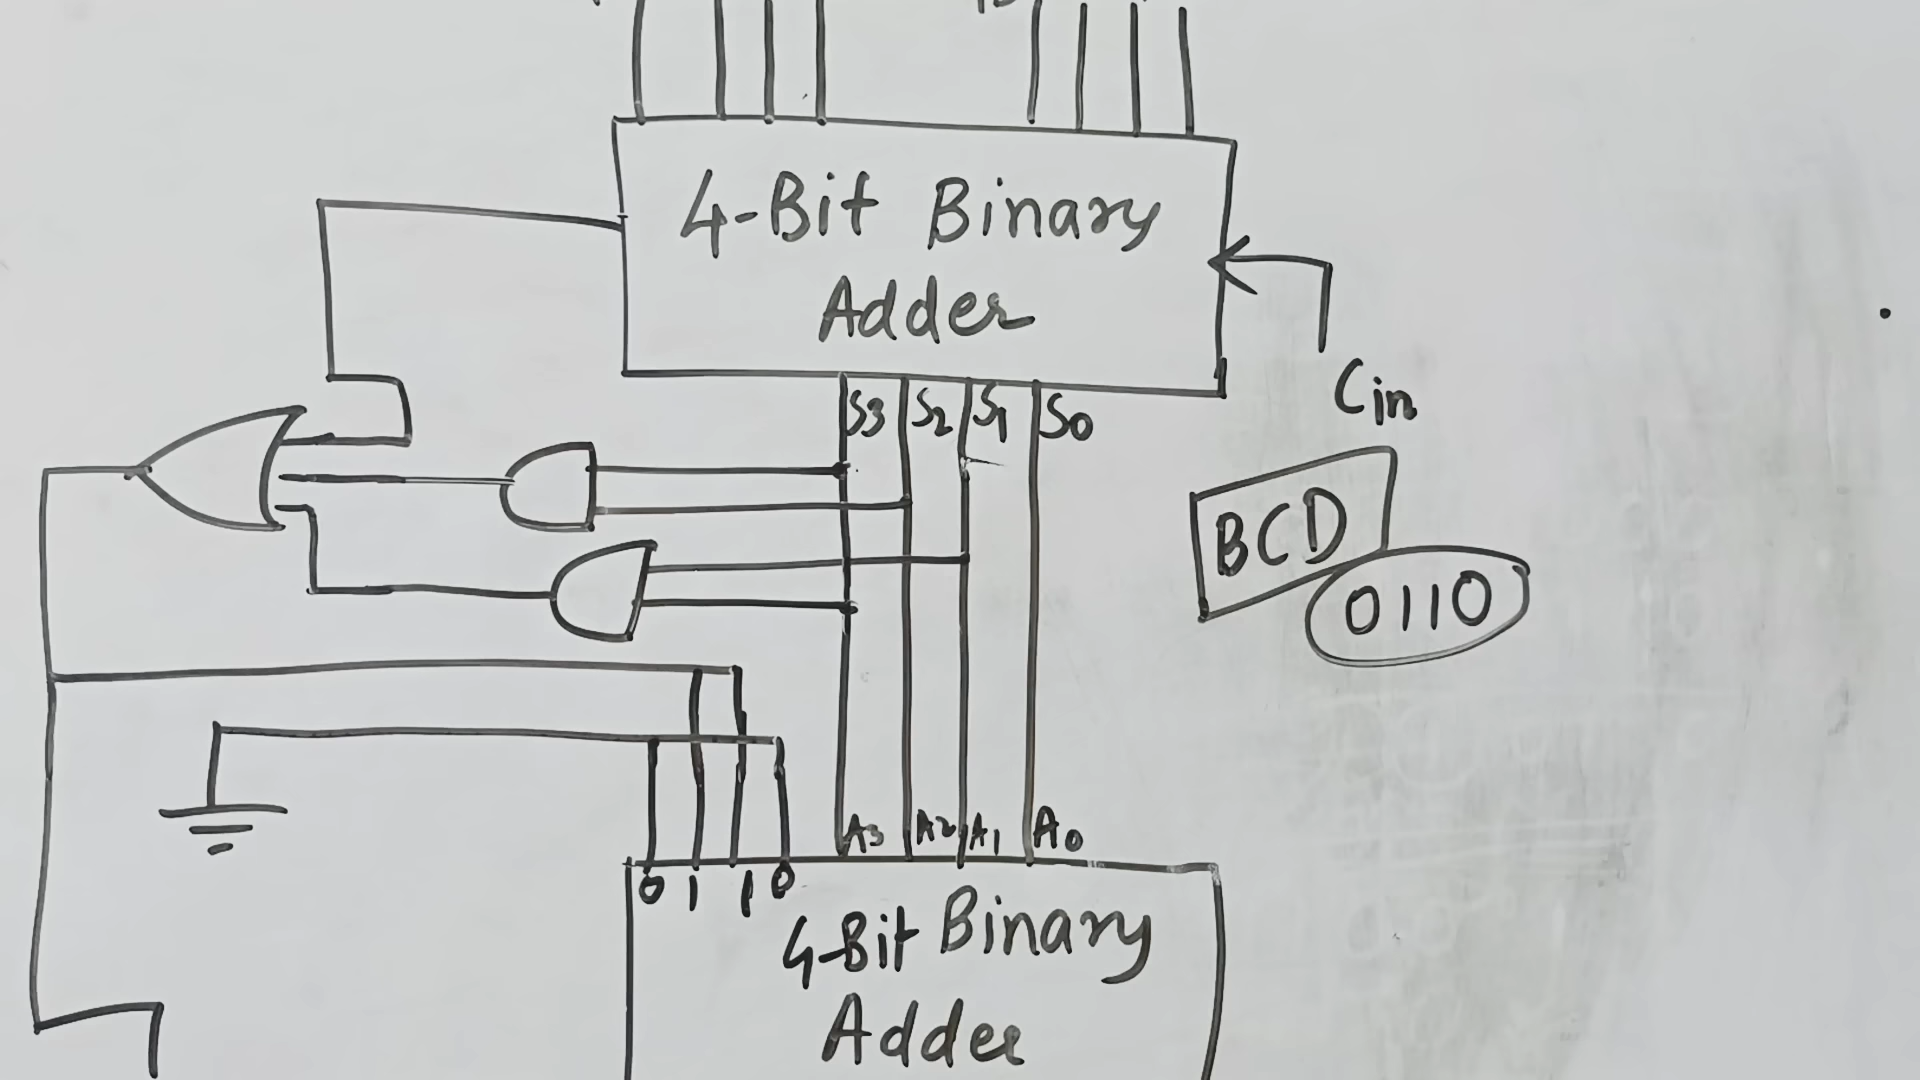 4-Bit Binary
Adder
S3 S2 S1 S0
Cin
BCD
0110
A3 A2 A1 A0
0 1 1 0
4-Bit Binary
Adder